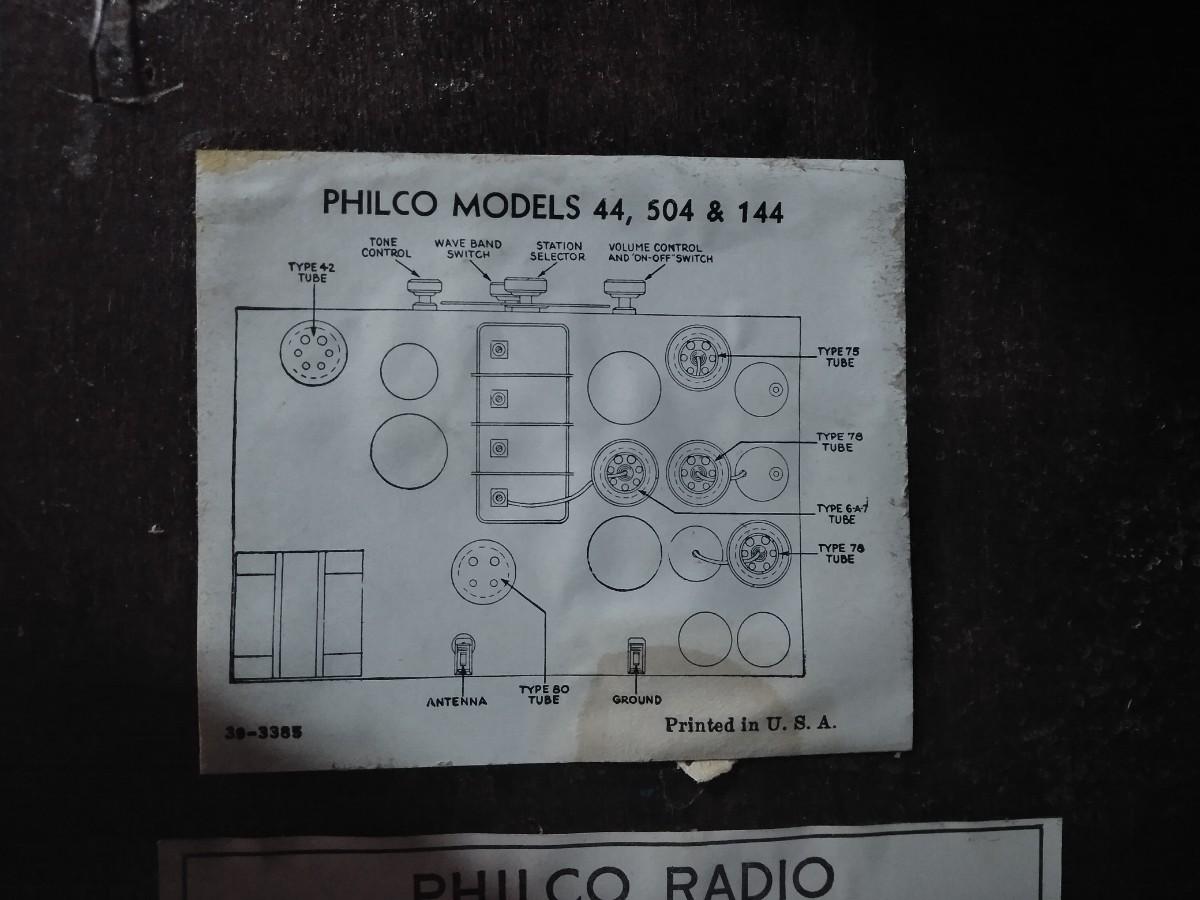 PHILCO MODELS 44, 504 & 144
TONE
CONTROL
WAVE BAND
SWITCH
STATION
SELECTOR
VOLUME CONTROL
AND "ON-OFF" SWITCH
TYPE 42
TUBE
TYPE 75
TUBE
TYPE 78
TUBE
TYPE 6-A-7
TUBE
TYPE 78
TUBE
ANTENNA
TYPE 80
TUBE
GROUND
39-3385
Printed in U. S. A.
PHILCO RADIO